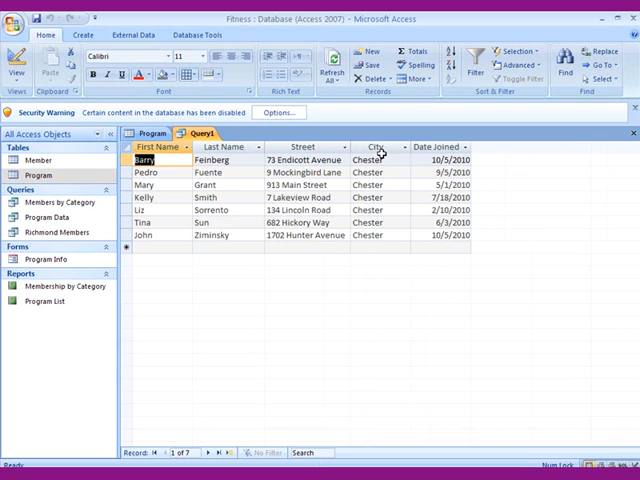 Fitness : Database (Access 2007) - Microsoft Access
Home Create External Data Database Tools
View
Views
Paste
Clipboard
Calibri 11
B I U
Font
Rich Text
Refresh All
New
Save
Delete
Totals
Spelling
More
Records
Filter
Selection
Advanced
Toggle Filter
Sort & Filter
Find
Replace
Go To
Select
Find
Security Warning Certain content in the database has been disabled Options...
All Access Objects
Tables
Member
Program
Queries
Members by Category
Program Data
Richmond Members
Forms
Program Info
Reports
Membership by Category
Program List
Program Query1
First Name Last Name Street City Date Joined
Barry Feinberg 73 Endicott Avenue Chester 10/5/2010
Pedro Fuente 9 Mockingbird Lane Chester 9/5/2010
Mary Grant 913 Main Street Chester 5/1/2010
Kelly Smith 7 Lakeview Road Chester 7/18/2010
Liz Sorrento 134 Lincoln Road Chester 2/10/2010
Tina Sun 682 Hickory Way Chester 6/3/2010
John Ziminsky 1702 Hunter Avenue Chester 10/5/2010
Record: 1 of 7 No Filter Search
Ready Num Lock